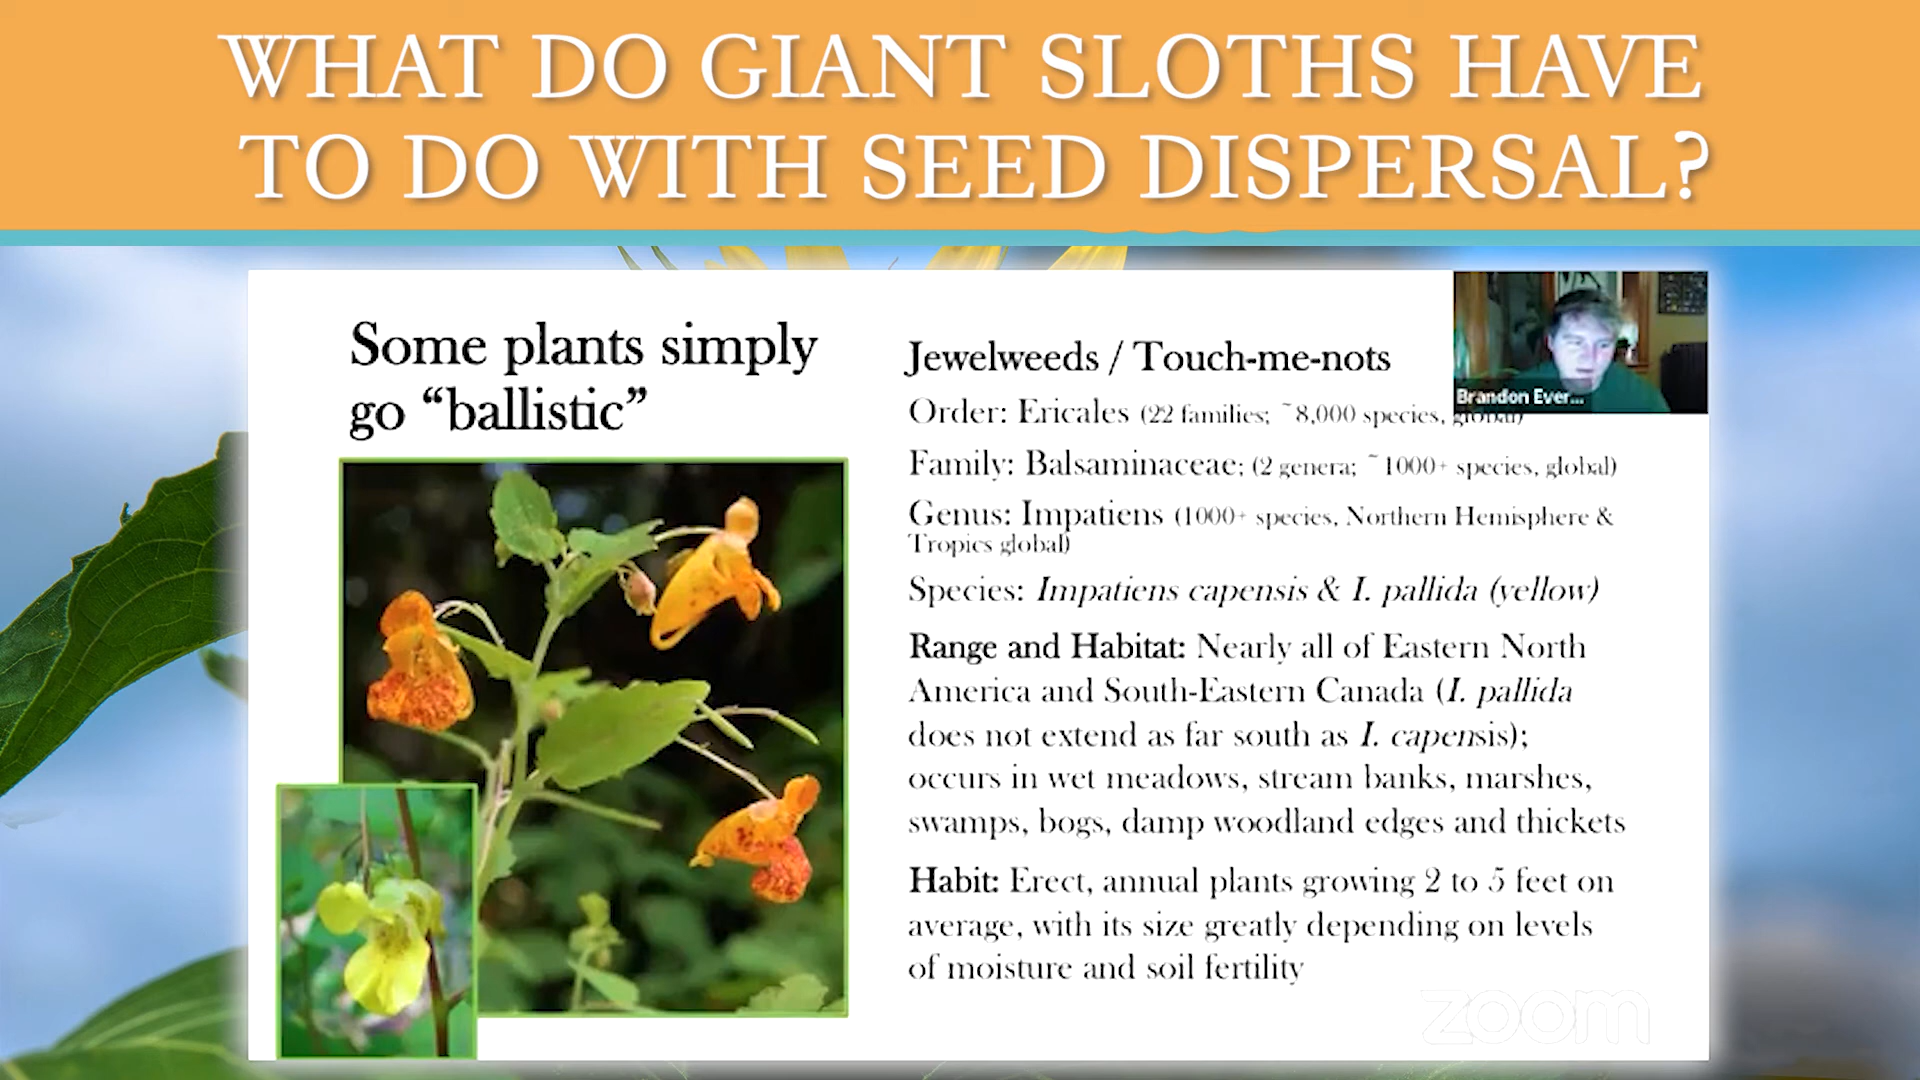 WHAT DO GIANT SLOTHS HAVE
TO DO WITH SEED DISPERSAL?
Some plants simply
go “ballistic”
Jewelweeds / Touch-me-nots
Brandon Ever...
Order: Ericales (22 families; ~8,000 species, global)
Family: Balsaminaceae; (2 genera; ~1000+ species, global)
Genus: Impatiens (1000+ species, Northern Hemisphere &
Tropics global)
Species: Impatiens capensis & I. pallida (yellow)
Range and Habitat: Nearly all of Eastern North
America and South-Eastern Canada (I. pallida
does not extend as far south as I. capensis);
occurs in wet meadows, stream banks, marshes,
swamps, bogs, damp woodland edges and thickets
Habit: Erect, annual plants growing 2 to 5 feet on
average, with its size greatly depending on levels
of moisture and soil fertility
zoom